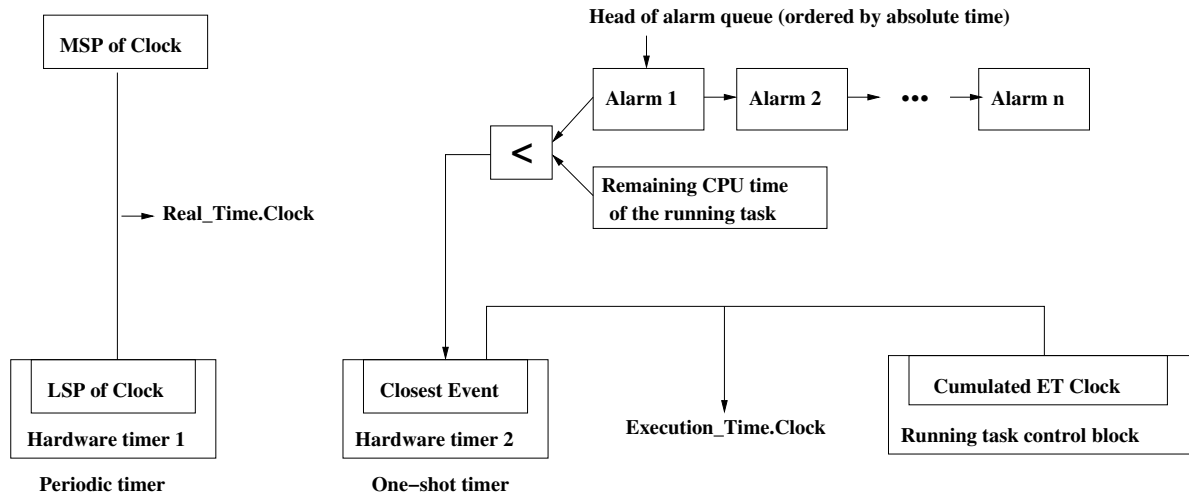 Head of alarm queue (ordered by absolute time)
MSP of Clock
Alarm 1
Alarm 2
•••
Alarm n
<
Remaining CPU time
of the running task
Real_Time.Clock
LSP of Clock
Closest Event
Cumulated ET Clock
Hardware timer 1
Hardware timer 2
Execution_Time.Clock
Running task control block
Periodic timer
One−shot timer